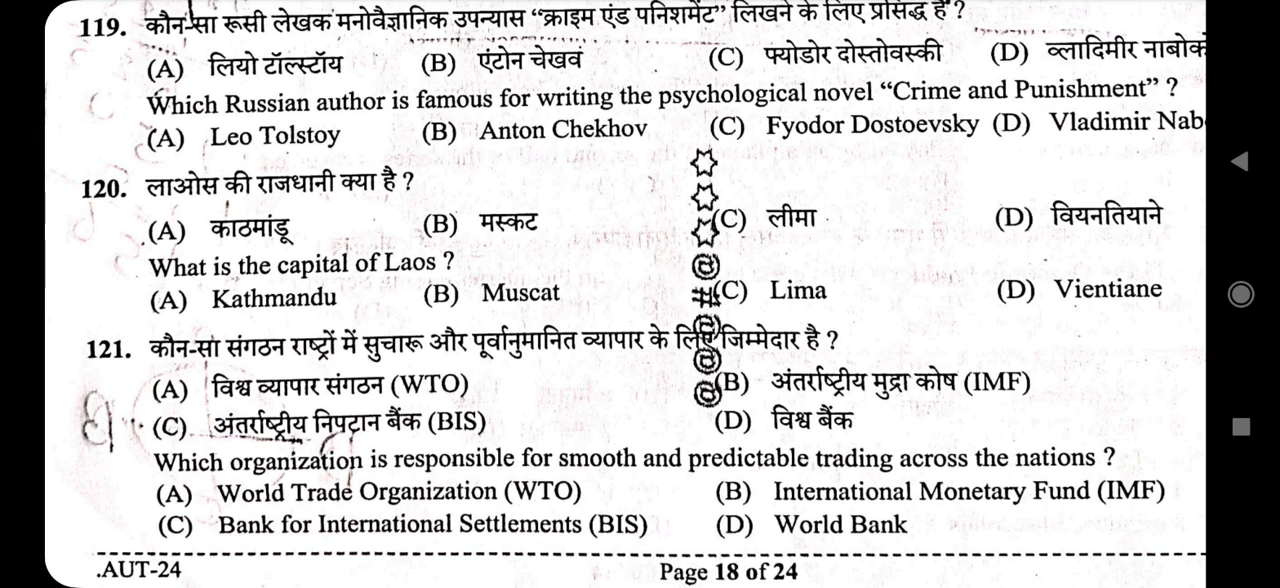 119. कौन-सा रूसी लेखक मनोवैज्ञानिक उपन्यास “क्राइम एंड पनिशमेंट” लिखने के लिए प्रसिद्ध हैं ?
(A) लियो टॉल्स्टॉय (B) एंटोन चेखव (C) फ्योडोर दोस्तोवस्की (D) व्लादिमीर नाबोक
Which Russian author is famous for writing the psychological novel “Crime and Punishment” ?
(A) Leo Tolstoy (B) Anton Chekhov (C) Fyodor Dostoevsky (D) Vladimir Nab
120. लाओस की राजधानी क्या है ?
(A) काठमांडू (B) मस्कट (C) लीमा (D) वियनतियाने
What is the capital of Laos ?
(A) Kathmandu (B) Muscat (C) Lima (D) Vientiane
121. कौन-सा संगठन राष्ट्रों में सुचारू और पूर्वानुमानित व्यापार के लिए जिम्मेदार है ?
(A) विश्व व्यापार संगठन (WTO) (B) अंतर्राष्ट्रीय मुद्रा कोष (IMF)
(C) अंतर्राष्ट्रीय निपटान बैंक (BIS) (D) विश्व बैंक
Which organization is responsible for smooth and predictable trading across the nations ?
(A) World Trade Organization (WTO) (B) International Monetary Fund (IMF)
(C) Bank for International Settlements (BIS) (D) World Bank
.AUT-24 Page 18 of 24